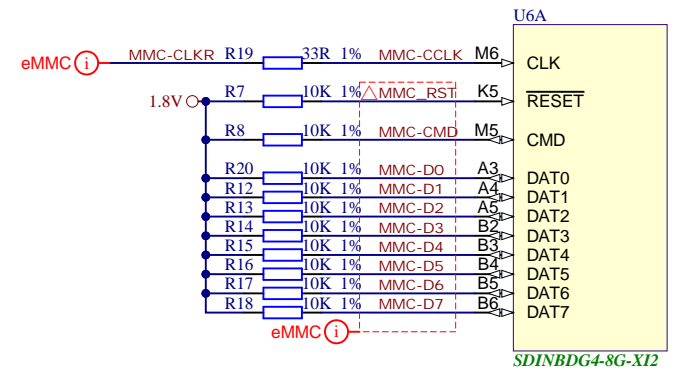 U6A
eMMC i MMC-CLKR R19 33R 1% MMC-CCLK M6 CLK
1.8V R7 10K 1% MMC_RST K5 RESET
R8 10K 1% MMC-CMD M5 CMD
R20 10K 1% MMC-D0 A3 DAT0
R12 10K 1% MMC-D1 A4 DAT1
R13 10K 1% MMC-D2 A5 DAT2
R14 10K 1% MMC-D3 B2 DAT3
R15 10K 1% MMC-D4 B3 DAT4
R16 10K 1% MMC-D5 B4 DAT5
R17 10K 1% MMC-D6 B5 DAT6
R18 10K 1% MMC-D7 B6 DAT7
eMMC i
SDINBDG4-8G-XI2